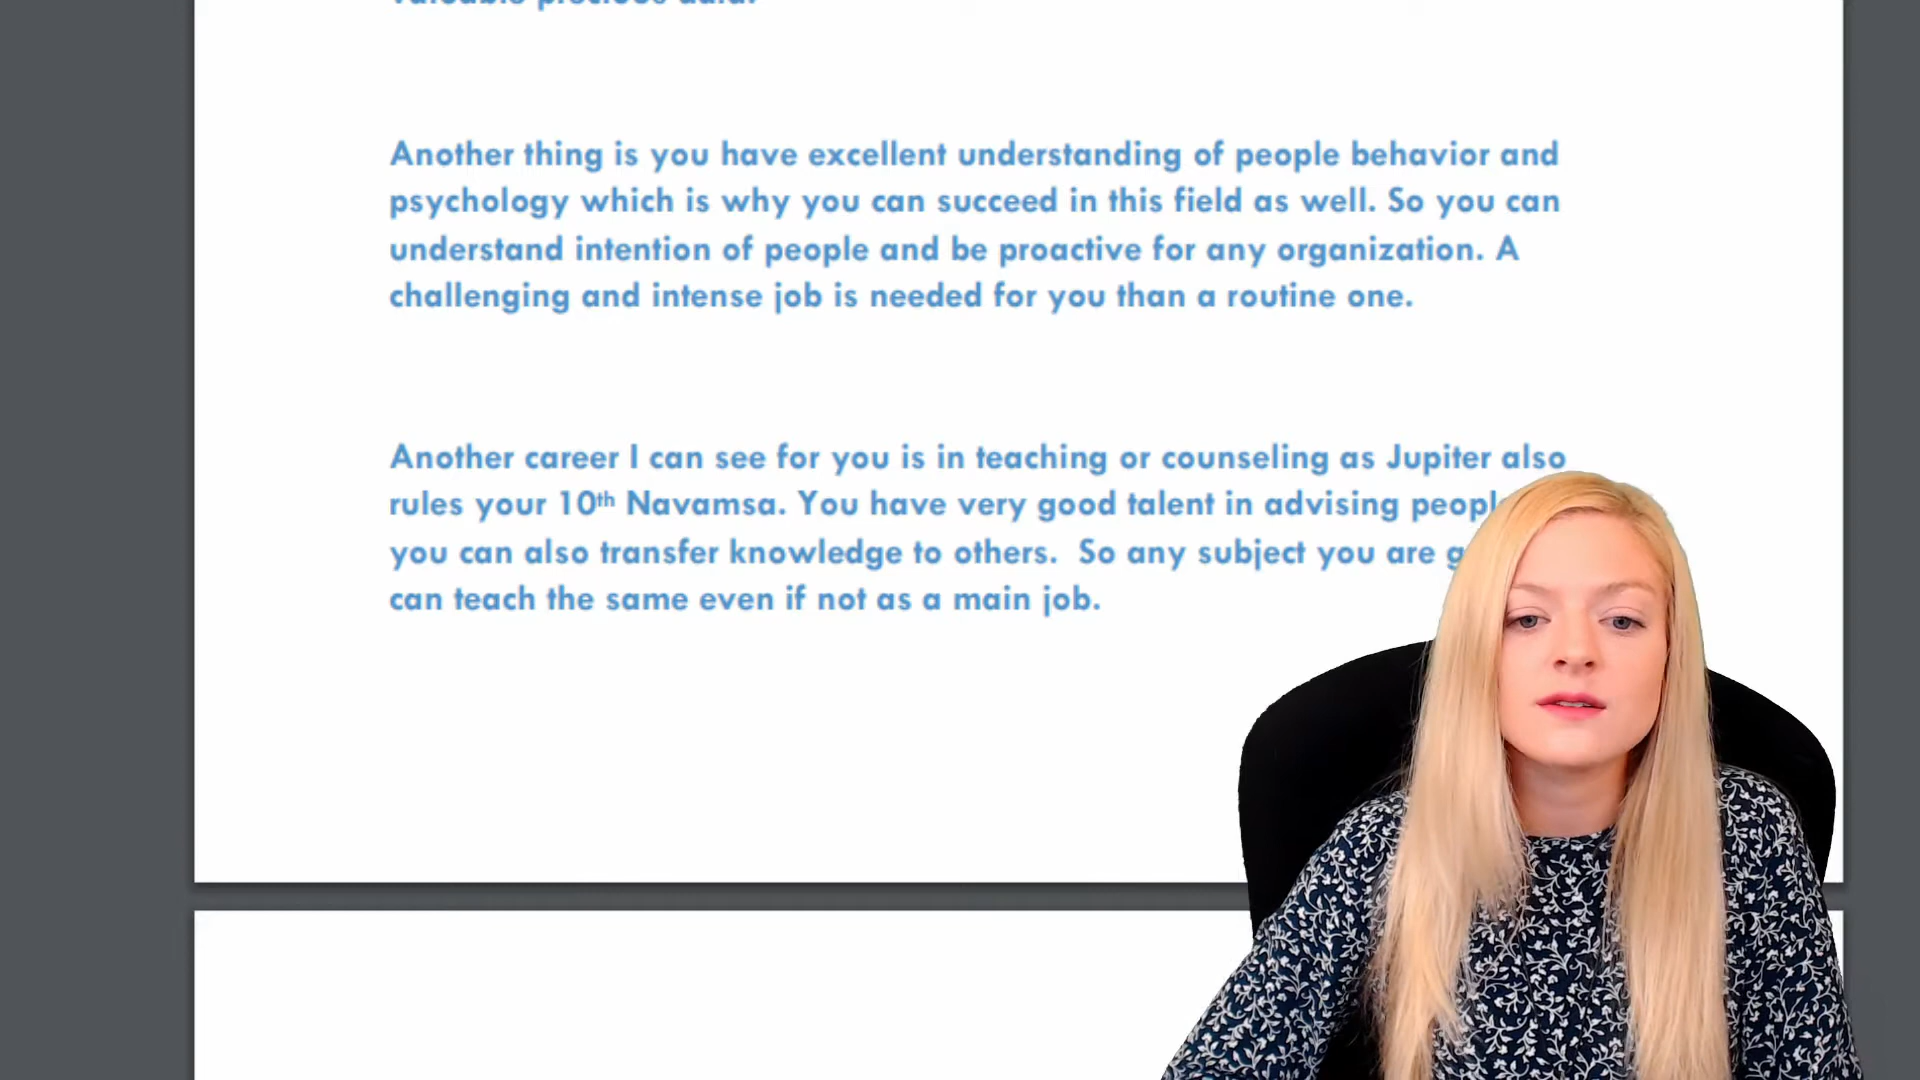 valuable precious data.
Another thing is you have excellent understanding of people behavior and
psychology which is why you can succeed in this field as well. So you can
understand intention of people and be proactive for any organization. A
challenging and intense job is needed for you than a routine one.
Another career I can see for you is in teaching or counseling as Jupiter also
rules your 10th Navamsa. You have very good talent in advising
you can also transfer knowledge to others. So any subject you are
can teach the same even if not as a main job.